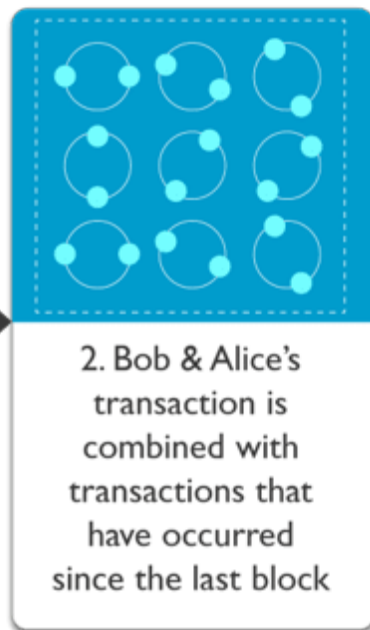 2. Bob & Alice's
transaction is
combined with
transactions that
have occurred
since the last block